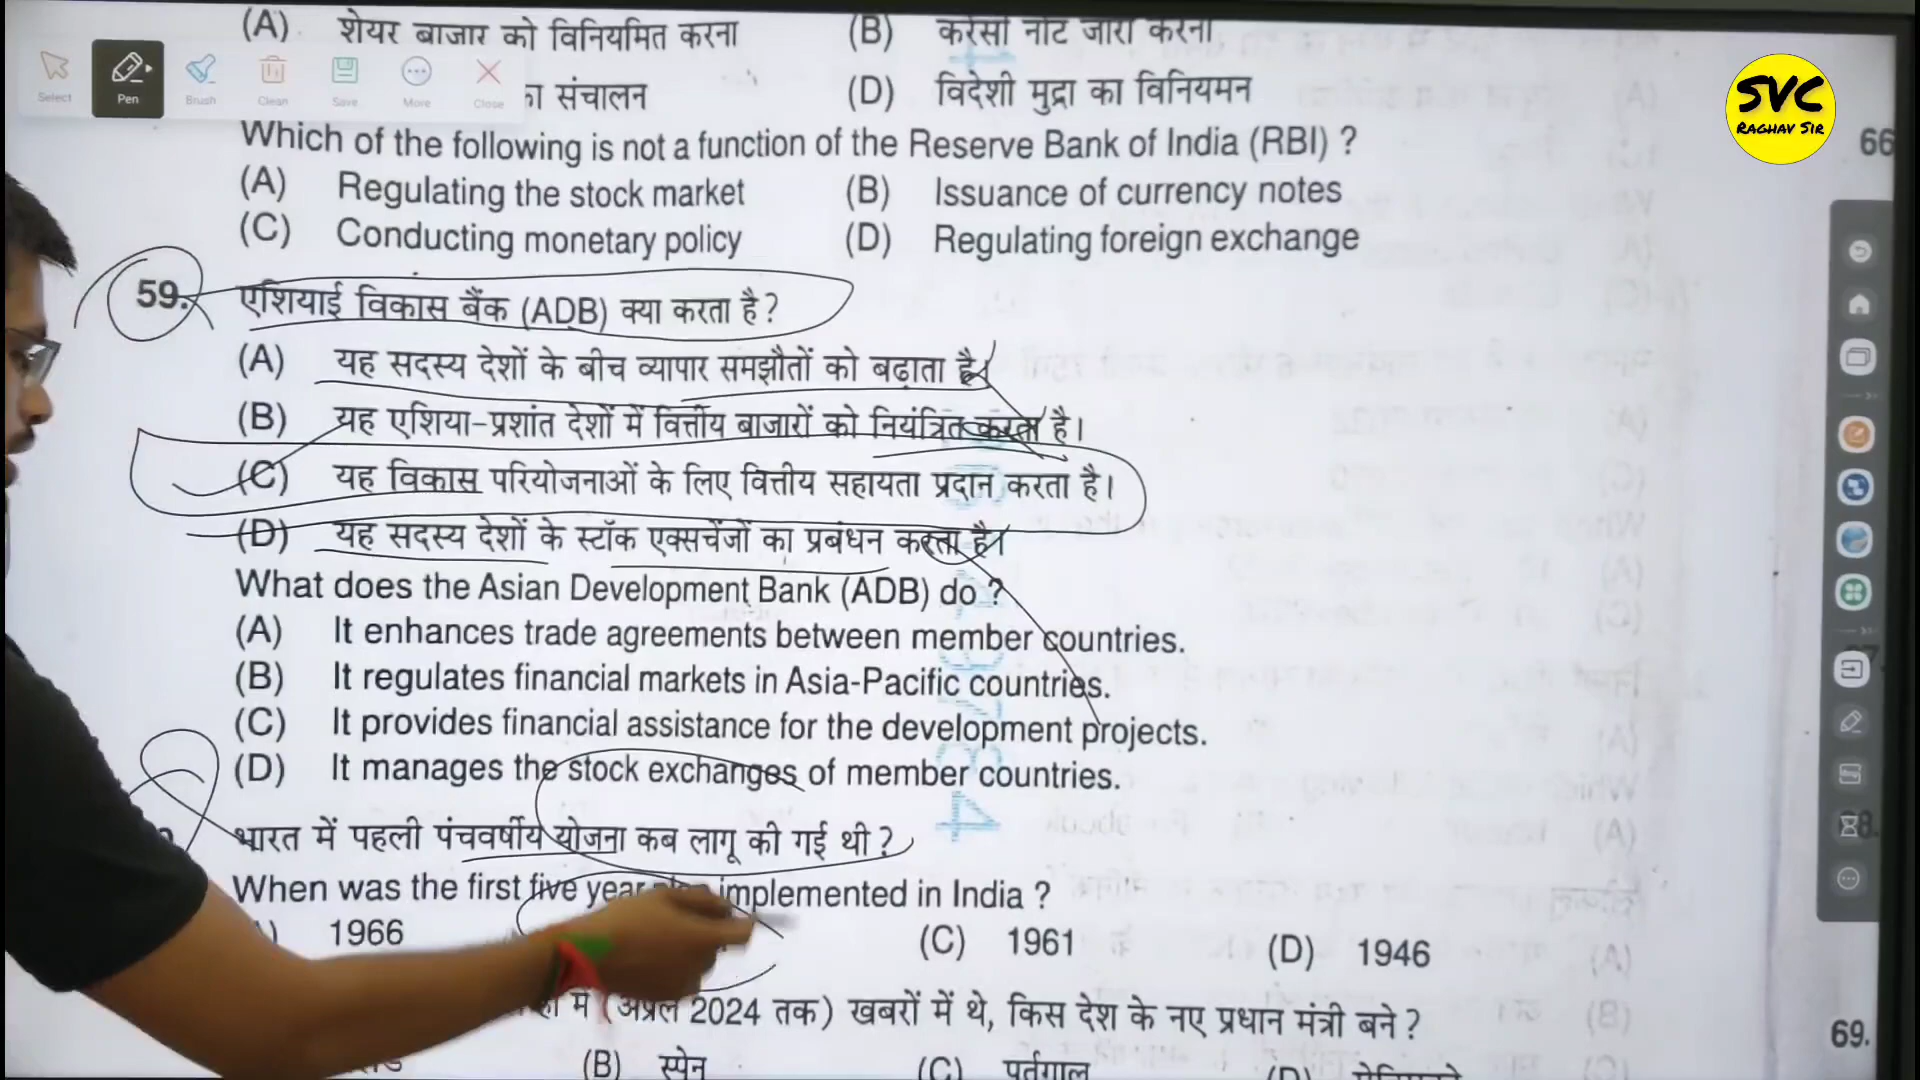 (A) शेयर बाजार को विनियमित करना (B) करेंसी नोट जारी करना
Select Pen Brush Clean Save More Close
का संचालन (D) विदेशी मुद्रा का विनियमन
SVC
RAGHAV SIR
66
Which of the following is not a function of the Reserve Bank of India (RBI) ?
(A) Regulating the stock market (B) Issuance of currency notes
(C) Conducting monetary policy (D) Regulating foreign exchange
59. एशियाई विकास बैंक (ADB) क्या करता है?
(A) यह सदस्य देशों के बीच व्यापार समझौतों को बढ़ाता है।
(B) यह एशिया-प्रशांत देशों में वित्तीय बाजारों को नियंत्रित करता है।
(C) यह विकास परियोजनाओं के लिए वित्तीय सहायता प्रदान करता है।
(D) यह सदस्य देशों के स्टॉक एक्सचेंजों का प्रबंधन करता है।
What does the Asian Development Bank (ADB) do ?
(A) It enhances trade agreements between member countries.
(B) It regulates financial markets in Asia-Pacific countries.
(C) It provides financial assistance for the development projects.
(D) It manages the stock exchanges of member countries.
भारत में पहली पंचवर्षीय योजना कब लागू की गई थी?
When was the first five year implemented in India ?
1966 (C) 1961 (D) 1946
में (अप्रैल 2024 तक) खबरों में थे, किस देश के नए प्रधान मंत्री बने?
69.
(B) स्पेन (C) पुर्तगाल (D)